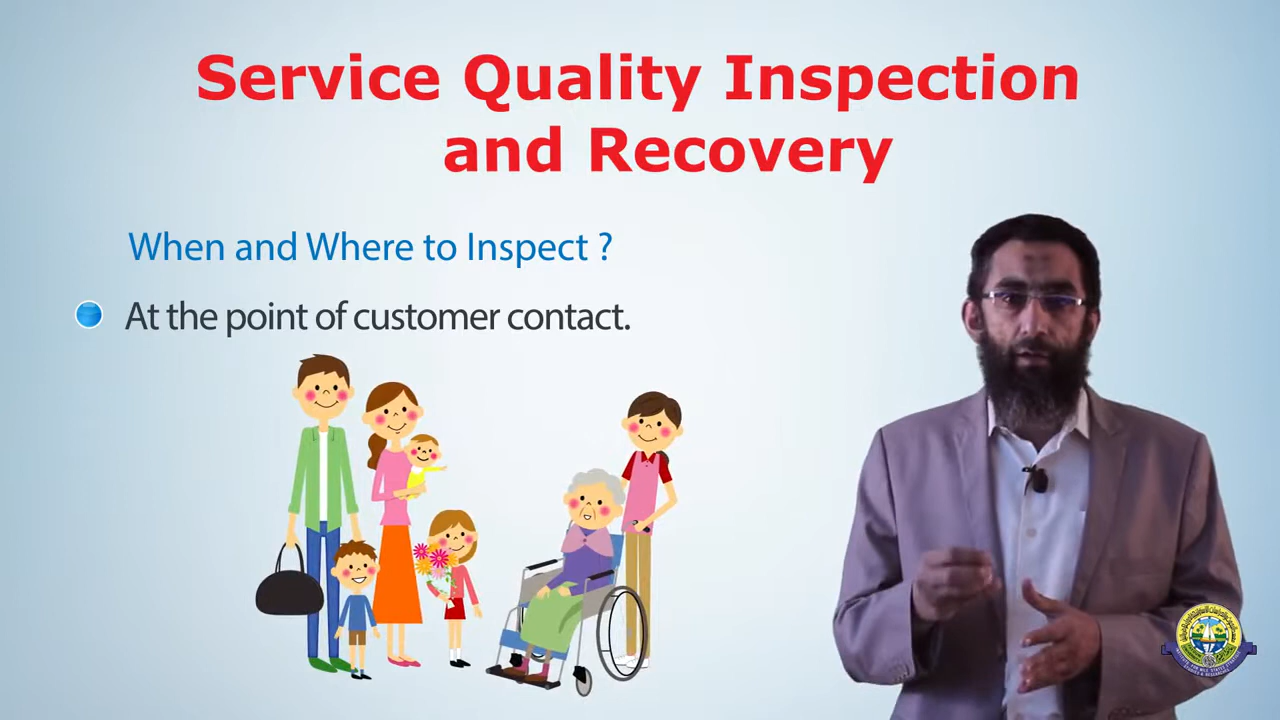 Service Quality Inspection
and Recovery
When and Where to Inspect ?
At the point of customer contact.